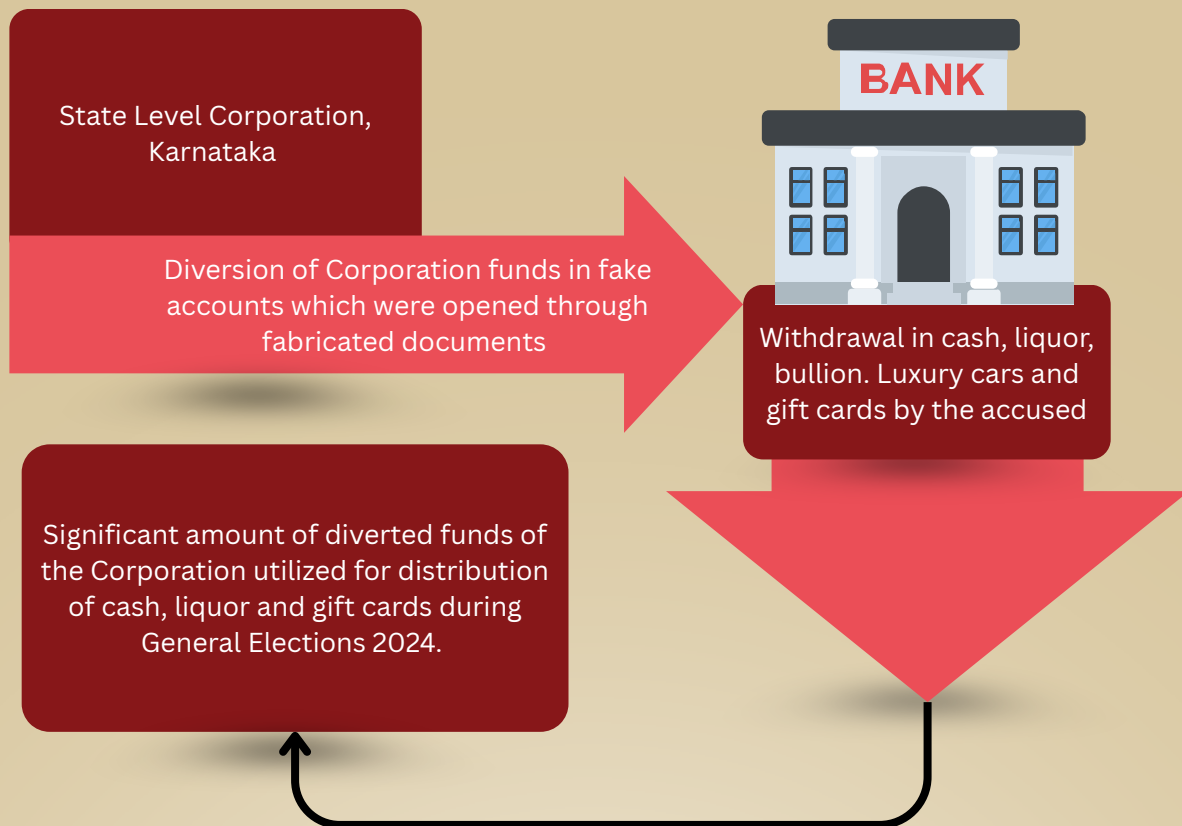 State Level Corporation,
Karnataka
BANK
Diversion of Corporation funds in fake
accounts which were opened through
fabricated documents
Withdrawal in cash, liquor,
bullion. Luxury cars and
gift cards by the accused
Significant amount of diverted funds of
the Corporation utilized for distribution
of cash, liquor and gift cards during
General Elections 2024.